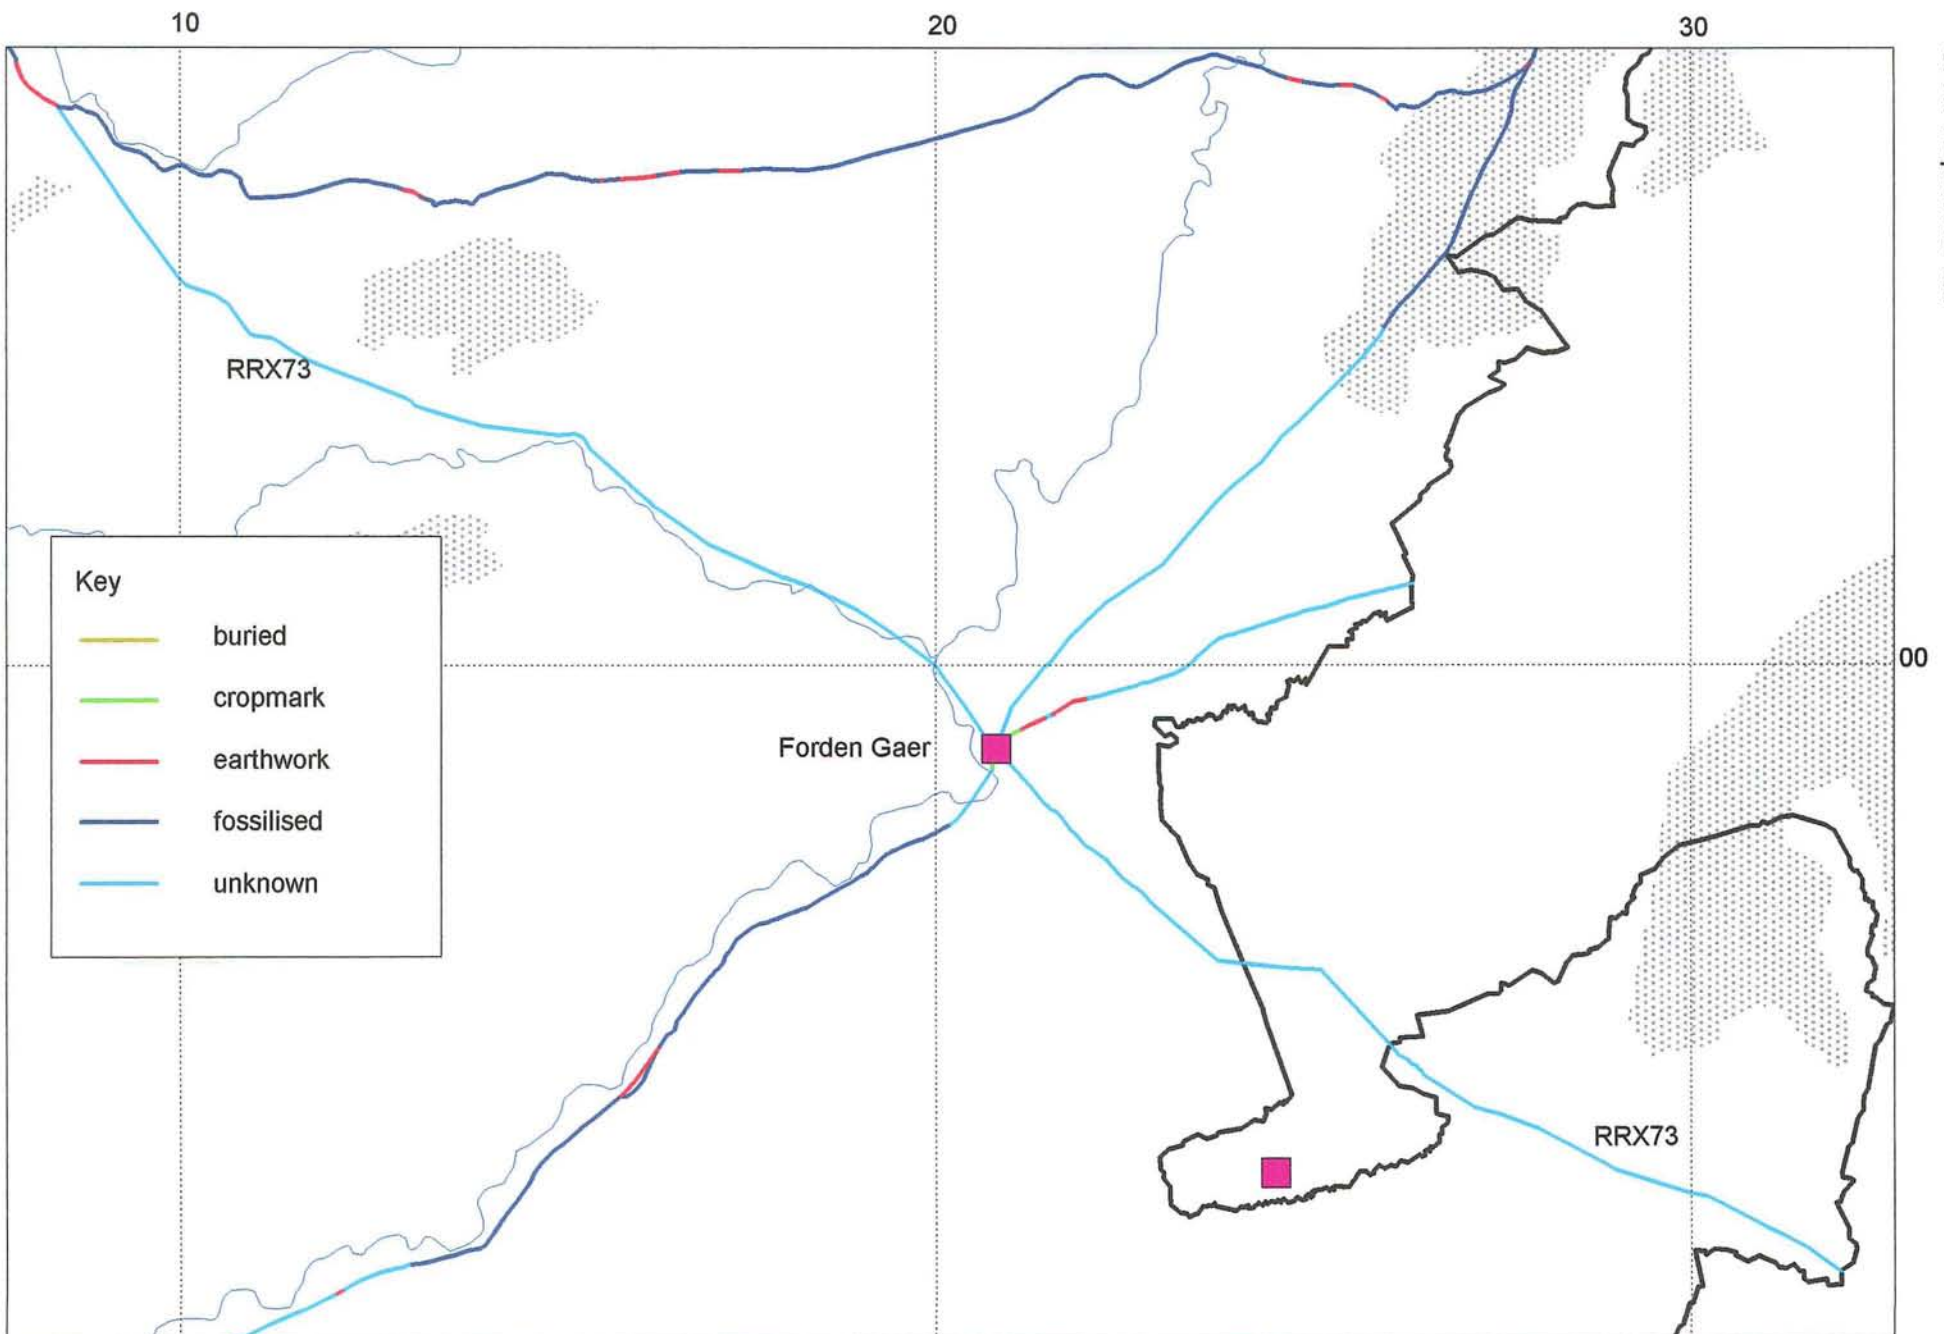 10
20
30
RRX73
00
Key
buried
cropmark
earthwork
fossilised
unknown
Forden Gaer
RRX73